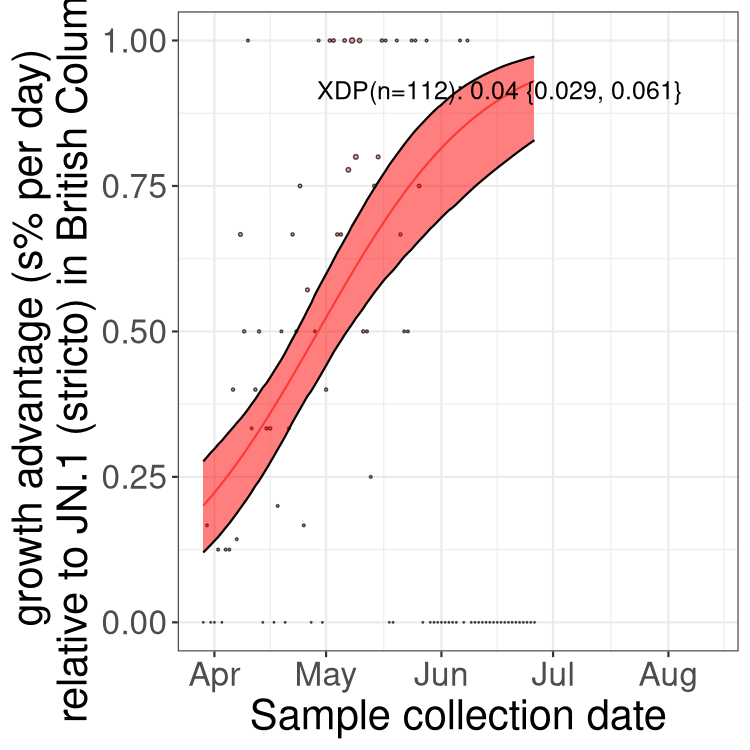 growth advantage (s% per day)
relative to JN.1 (stricto) in British Colum
1.00
0.75
0.50
0.25
0.00
XDP(n=112): 0.04 {0.029, 0.061}
Apr May Jun Jul Aug
Sample collection date